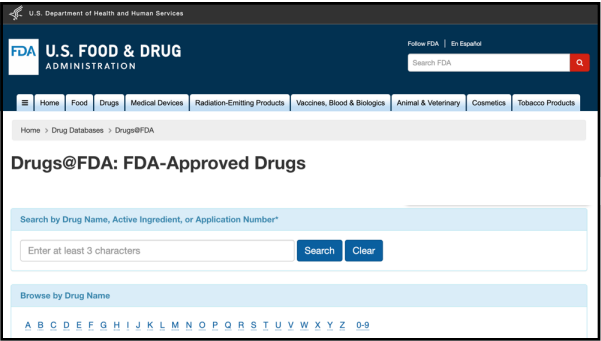 U.S. Department of Health and Human Services
FDA U.S. FOOD & DRUG
ADMINISTRATION
Follow FDA | En Español
Search FDA
Home Food Drugs Medical Devices Radiation-Emitting Products Vaccines, Blood & Biologics Animal & Veterinary Cosmetics Tobacco Products
Home > Drug Databases > Drugs@FDA
Drugs@FDA: FDA-Approved Drugs
Search by Drug Name, Active Ingredient, or Application Number*
Enter at least 3 characters Search Clear
Browse by Drug Name
A B C D E F G H I J K L M N O P Q R S T U V W X Y Z 0-9